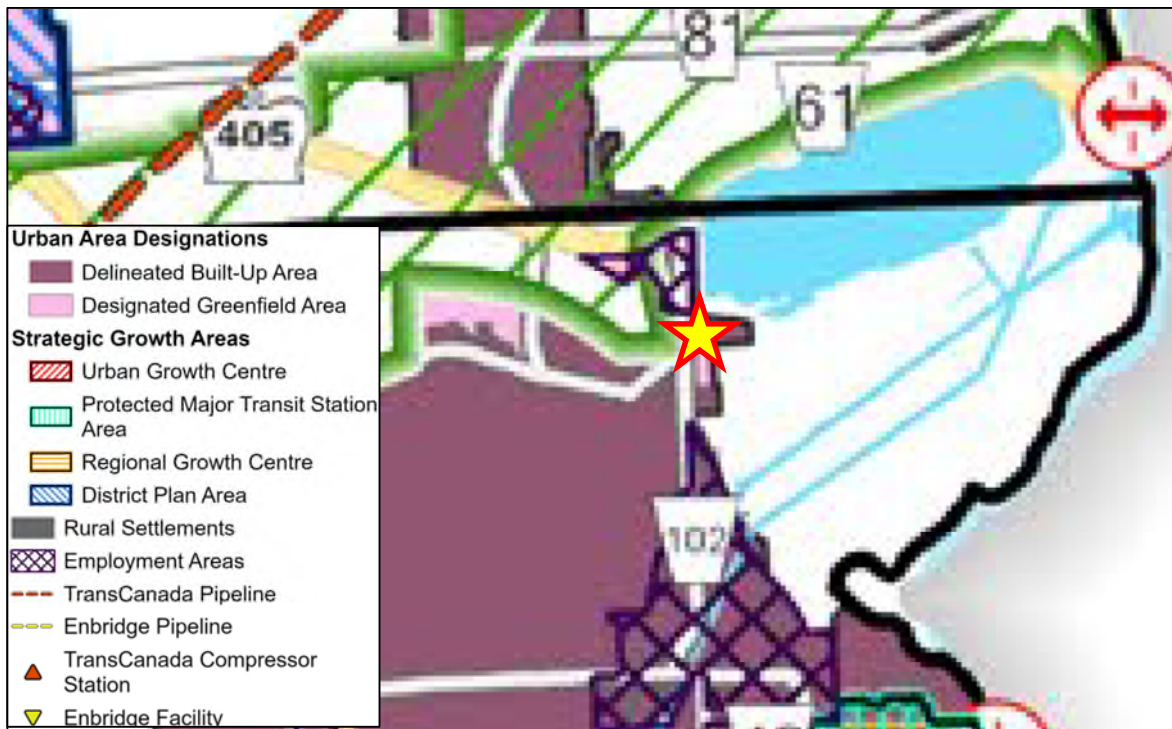 81
61
405
Urban Area Designations
Delineated Built-Up Area
Designated Greenfield Area
Strategic Growth Areas
Urban Growth Centre
Protected Major Transit Station
Area
Regional Growth Centre
District Plan Area
Rural Settlements
Employment Areas
TransCanada Pipeline
Enbridge Pipeline
TransCanada Compressor
Station
Enbridge Facility
102